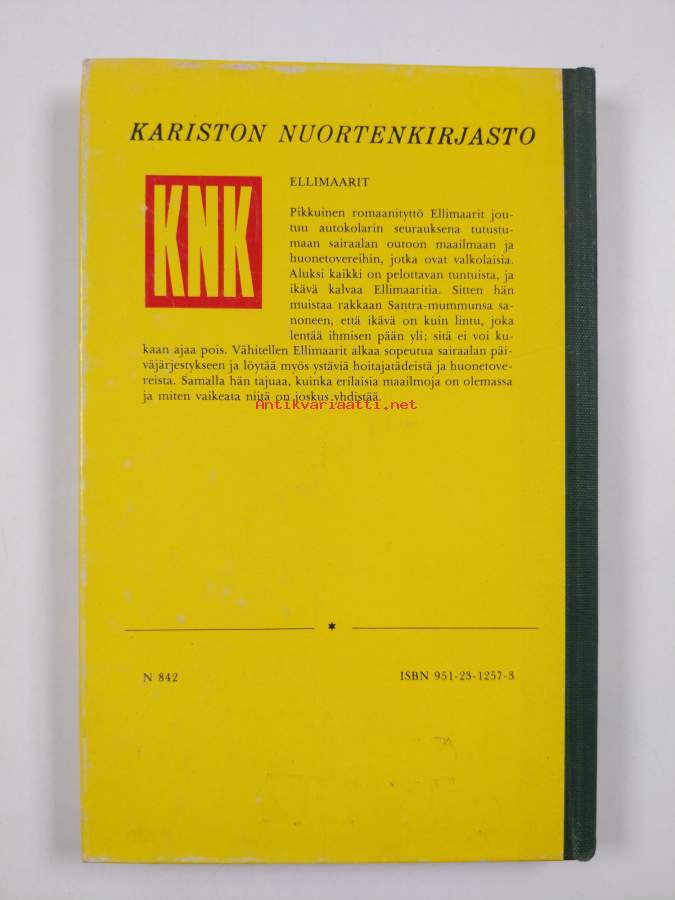 KARISTON NUORTENKIRJASTO
KNK
ELLIMAARIT
Pikkuinen romaanityttö Ellimaarit jou-
tuu autokolarin seurauksena tutustu-
maan sairaalan outoon maailmaan ja
huonetovereihin, jotka ovat valkolaisia.
Aluksi kaikki on pelottavan tuntuista, ja
ikävä kalvaa Ellimaaritia. Sitten hän
muistaa rakkaan Santra-mummunsa sa-
noneen, että ikävä on kuin lintu, joka
lentää ihmisen pään yli; sitä ei voi ku-
kaan ajaa pois. Vähitellen Ellimaarit alkaa sopeutua sairaalan päi-
väjärjestykseen ja löytää myös ystäviä hoitajatädeistä ja huonetove-
reista. Samalla hän tajuaa, kuinka erilaisia maailmoja on olemassa
ja miten vaikeata niitä on joskus yhdistää.
Antikvariaatti.net
N 842
ISBN 951-23-1257-3